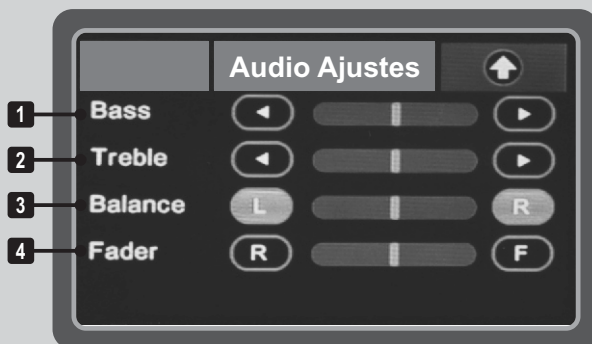 Audio Ajustes
1 Bass
2 Treble
3 Balance L R
4 Fader R F